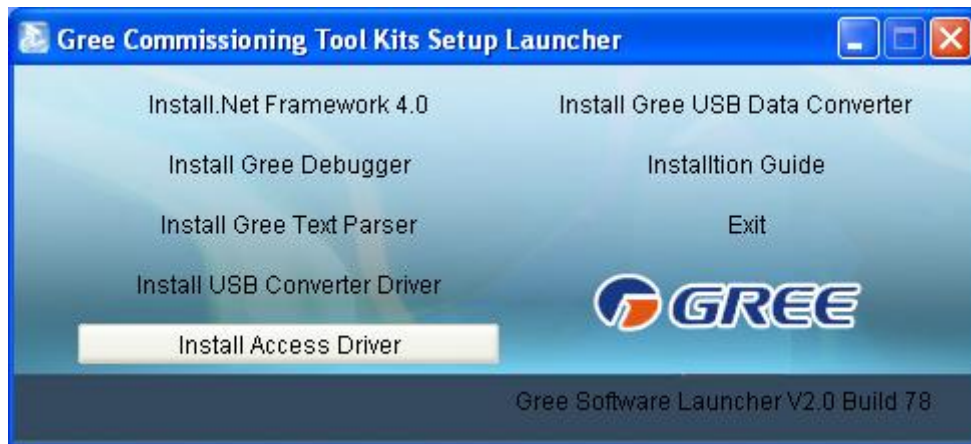 Gree Commissioning Tool Kits Setup Launcher
Install.Net Framework 4.0
Install Gree USB Data Converter
Install Gree Debugger
Installtion Guide
Install Gree Text Parser
Exit
Install USB Converter Driver
GREE
Install Access Driver
Gree Software Launcher V2.0 Build 78